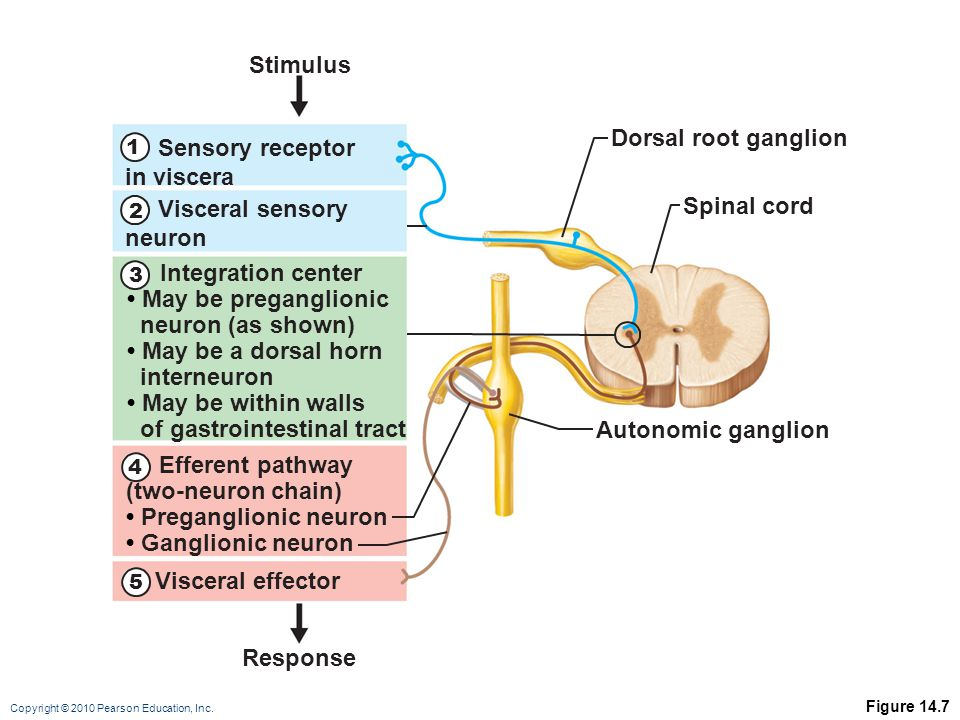 Stimulus
1 Sensory receptor
in viscera
2 Visceral sensory
neuron
3 Integration center
• May be preganglionic
neuron (as shown)
• May be a dorsal horn
interneuron
• May be within walls
of gastrointestinal tract
4 Efferent pathway
(two-neuron chain)
• Preganglionic neuron
• Ganglionic neuron
5 Visceral effector
Response
Dorsal root ganglion
Spinal cord
Autonomic ganglion
Copyright © 2010 Pearson Education, Inc.
Figure 14.7